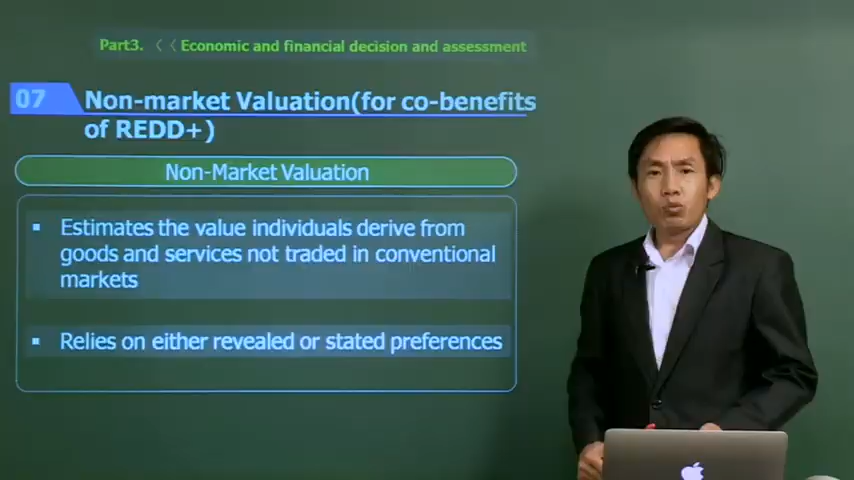 Part3. 〈〈 Economic and financial decision and assessment
07
Non-market Valuation(for co-benefits
of REDD+)
Non-Market Valuation
▪ Estimates the value individuals derive from
goods and services not traded in conventional
markets
▪ Relies on either revealed or stated preferences